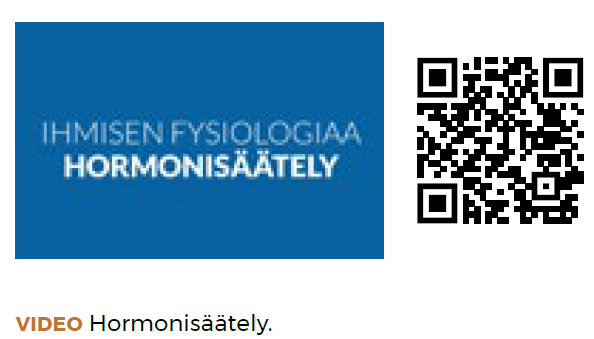 IHMISEN FYSIOLOGIAA
HORMONISÄÄTELY
VIDEO Hormonisäätely.